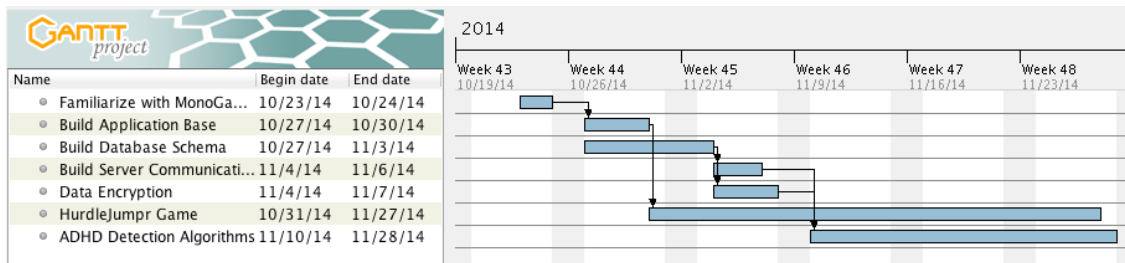 GANTT
project
2014
Week 43 Week 44 Week 45 Week 46 Week 47 Week 48
10/19/14 10/26/14 11/2/14 11/9/14 11/16/14 11/23/14
Name Begin date End date
Familiarize with MonoGa... 10/23/14 10/24/14
Build Application Base 10/27/14 10/30/14
Build Database Schema 10/27/14 11/3/14
Build Server Communicati... 11/4/14 11/6/14
Data Encryption 11/4/14 11/7/14
HurdleJumpr Game 10/31/14 11/27/14
ADHD Detection Algorithms 11/10/14 11/28/14